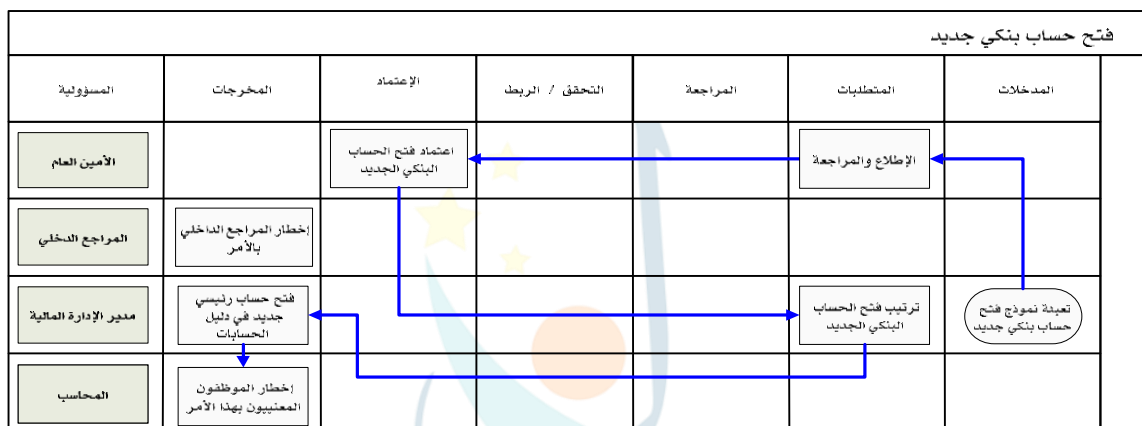 فتح حساب بنكي جديد
المدخلات
المتطلبات
المراجعة
التحقق / الربط
الإعتماد
المخرجات
المسؤولية
الإطلاع والمراجعة
اعتماد فتح الحساب
البنكي الجديد
الأمين العام
إخطار المراجع الداخلي
بالأمر
المراجع الدخلي
تعبئة نموذج فتح
حساب بنكي جديد
ترتيب فتح الحساب
البنكي الجديد
فتح حساب رئيسي
جديد في دليل
الحسابات
مدير الإدارة المالية
إخطار الموظفون
المعنييون بهذا الأمر
المحاسب